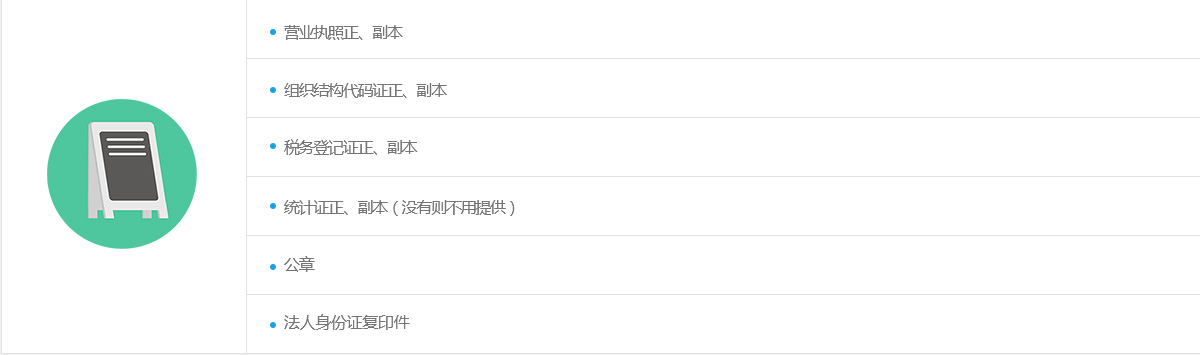 营业执照正、副本
组织结构代码证正、副本
税务登记证正、副本
统计证正、副本（没有则不用提供）
公章
法人身份证复印件